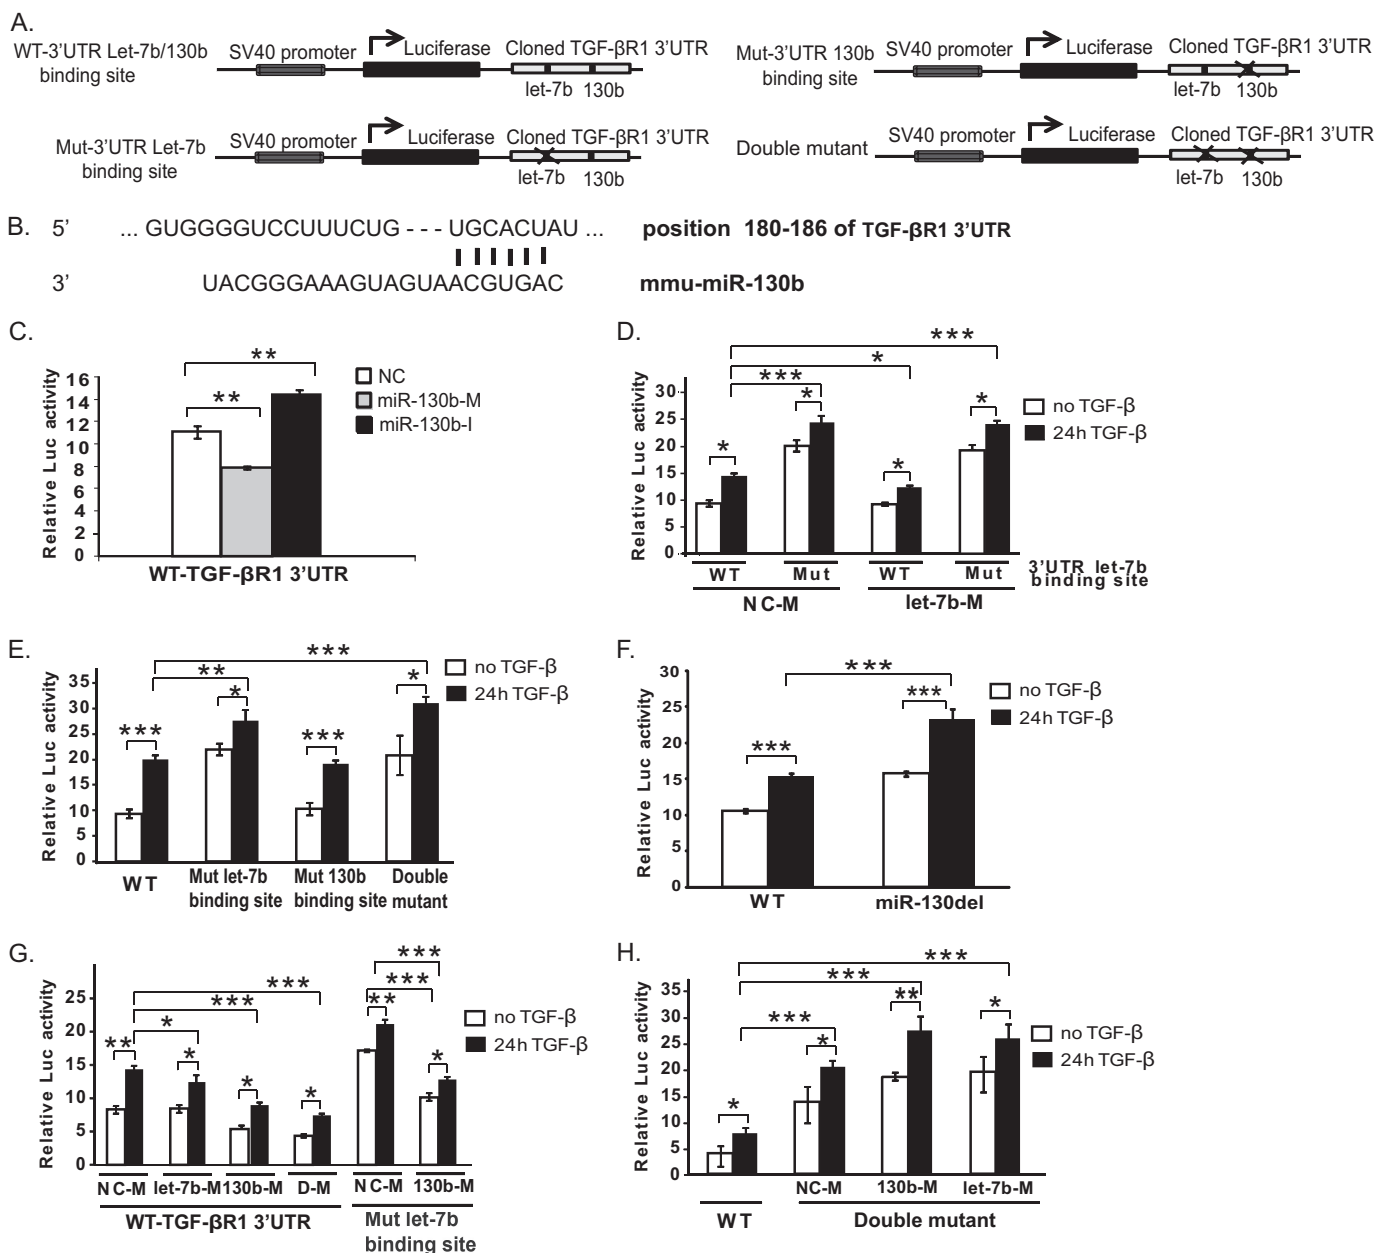 A.
WT-3'UTR Let-7b/130b
binding site
SV40 promoter
Luciferase
Cloned TGF-βR1 3'UTR
let-7b
130b
Mut-3'UTR 130b
binding site
SV40 promoter
Luciferase
Cloned TGF-βR1 3'UTR
let-7b
130b
Mut-3'UTR Let-7b
binding site
SV40 promoter
Luciferase
Cloned TGF-βR1 3'UTR
let-7b
130b
Double mutant
SV40 promoter
Luciferase
Cloned TGF-βR1 3'UTR
let-7b
130b
B.
5' ... GUGGGGUCCUUUCUG - - - UGCACUAU ... position 180-186 of TGF-βR1 3'UTR
3' UACGGGAAAGUAGUAACGUGAC mmu-miR-130b
C.
Relative Luc activity
16
14
12
10
8
6
4
2
0
**
**
NC
miR-130b-M
miR-130b-I
WT-TGF-βR1 3'UTR
D.
Relative Luc activity
30
25
20
15
10
5
0
***
*
***
*
*
*
*
no TGF-β
24h TGF-β
WT
Mut
WT
Mut
3'UTR let-7b
binding site
NC-M
let-7b-M
E.
Relative Luc activity
35
30
25
20
15
10
5
0
***
**
*
*
***
***
no TGF-β
24h TGF-β
WT
Mut let-7b
binding site
Mut 130b
binding site
Double
mutant
F.
Relative Luc activity
30
25
20
15
10
5
0
***
***
***
no TGF-β
24h TGF-β
WT
miR-130del
G.
Relative Luc activity
25
20
15
10
5
0
***
***
***
***
**
*
**
*
*
*
*
no TGF-β
24h TGF-β
NC-M
let-7b-M
130b-M
D-M
NC-M
130b-M
WT-TGF-βR1 3'UTR
Mut let-7b
binding site
H.
Relative Luc activity
35
30
25
20
15
10
5
0
***
***
**
*
***
*
*
no TGF-β
24h TGF-β
WT
NC-M
130b-M
let-7b-M
Double mutant